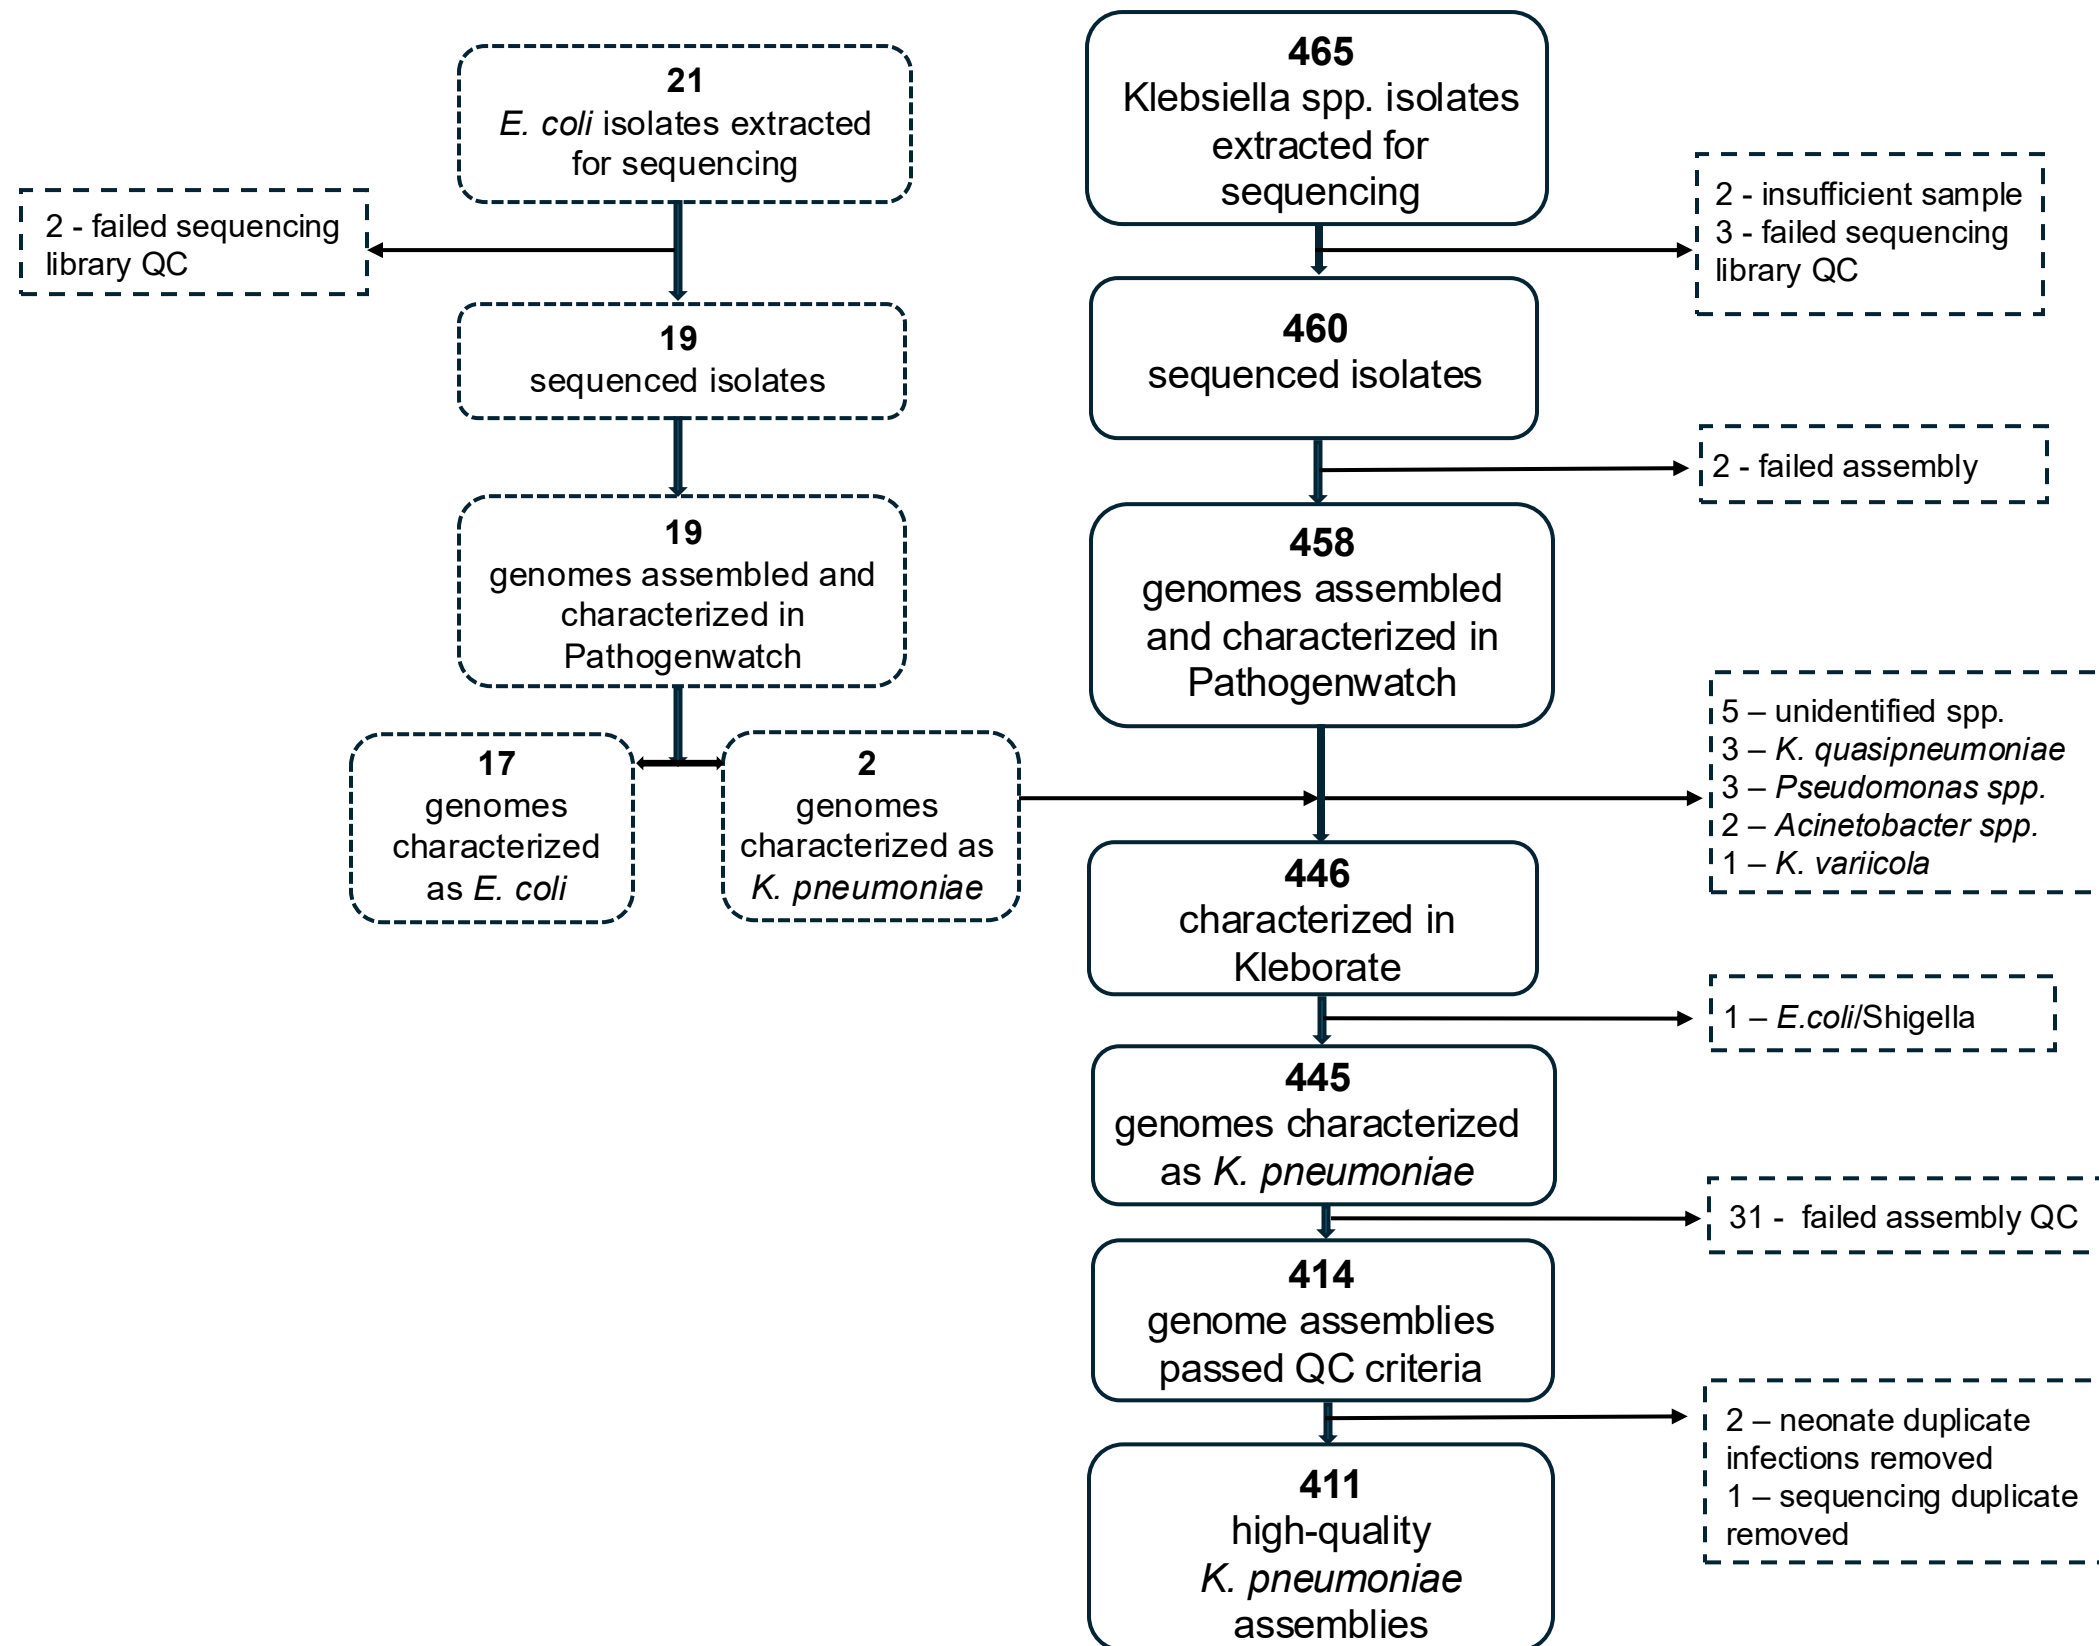 21
E. coli isolates extracted
for sequencing
2 - failed sequencing
library QC
19
sequenced isolates
19
genomes assembled and
characterized in
Pathogenwatch
17
genomes
characterized
as E. coli
2
genomes
characterized as
K. pneumoniae
465
Klebsiella spp. isolates
extracted for
sequencing
2 - insufficient sample
3 - failed sequencing
library QC
460
sequenced isolates
2 - failed assembly
458
genomes assembled
and characterized in
Pathogenwatch
5 – unidentified spp.
3 – K. quasipneumoniae
3 – Pseudomonas spp.
2 – Acinetobacter spp.
1 – K. variicola
446
characterized in
Kleborate
1 – E.coli/Shigella
445
genomes characterized
as K. pneumoniae
31 -  failed assembly QC
414
genome assemblies
passed QC criteria
2 – neonate duplicate
infections removed
1 – sequencing duplicate
removed
411
high-quality
K. pneumoniae
assemblies